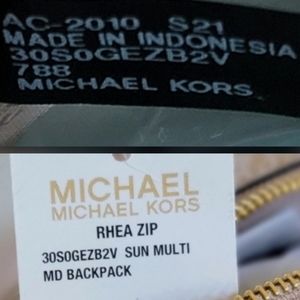 AC-2010 S21
MADE IN INDONESIA
30S0GEZB2V
788
MICHAEL KORS
MICHAEL
MICHAEL KORS
RHEA ZIP
30S0GEZB2V SUN MULTI
MD BACKPACK